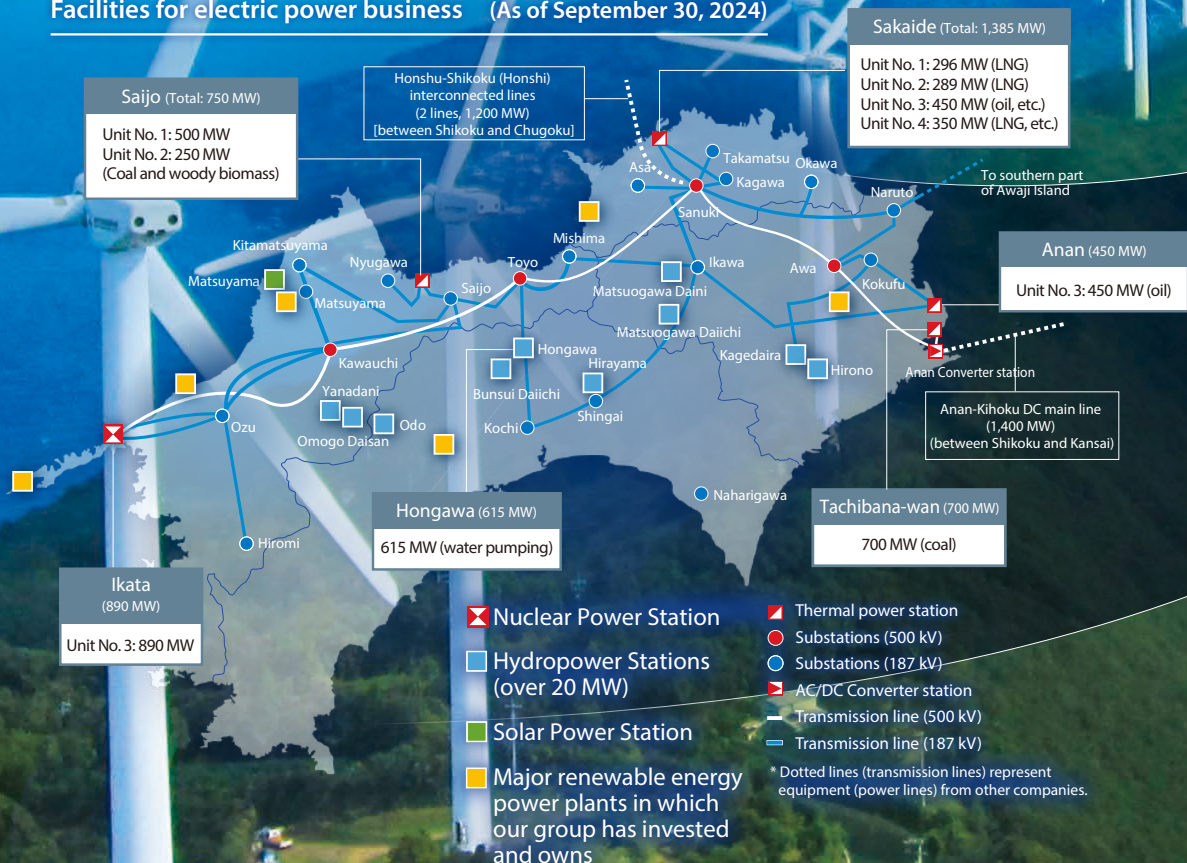 Facilities for electric power business (As of September 30, 2024)
Sakaide (Total: 1,385 MW)
Unit No. 1: 296 MW (LNG)
Unit No. 2: 289 MW (LNG)
Unit No. 3: 450 MW (oil, etc.)
Unit No. 4: 350 MW (LNG, etc.)
Saijo (Total: 750 MW)
Unit No. 1: 500 MW
Unit No. 2: 250 MW
(Coal and woody biomass)
Honshu-Shikoku (Honshi)
interconnected lines
(2 lines, 1,200 MW)
[between Shikoku and Chugoku]
Takamatsu
Asa
Kagawa
Okawa
Naruto
To southern part
of Awaji Island
Sanuki
Kitamatsuyama
Mishima
Nyugawa
Toyo
Ikawa
Awa
Kokufu
Matsuyama
Matsuyama
Saijo
Matsuogawa Daini
Anan (450 MW)
Unit No. 3: 450 MW (oil)
Matsuogawa Daiichi
Kawauchi
Hongawa
Hirayama
Kagedaira
Hirono
Anan Converter station
Yanadani
Bunsui Daiichi
Shingai
Ozu
Omogo Daisan
Odo
Kochi
Anan-Kihoku DC main line
(1,400 MW)
(between Shikoku and Kansai)
Naharigawa
Hongawa (615 MW)
615 MW (water pumping)
Tachibana-wan (700 MW)
700 MW (coal)
Hiromi
Ikata
(890 MW)
Unit No. 3: 890 MW
Nuclear Power Station
Hydropower Stations
(over 20 MW)
Solar Power Station
Major renewable energy
power plants in which
our group has invested
and owns
Thermal power station
Substations (500 kV)
Substations (187 kV)
AC/DC Converter station
Transmission line (500 kV)
Transmission line (187 kV)
* Dotted lines (transmission lines) represent
equipment (power lines) from other companies.